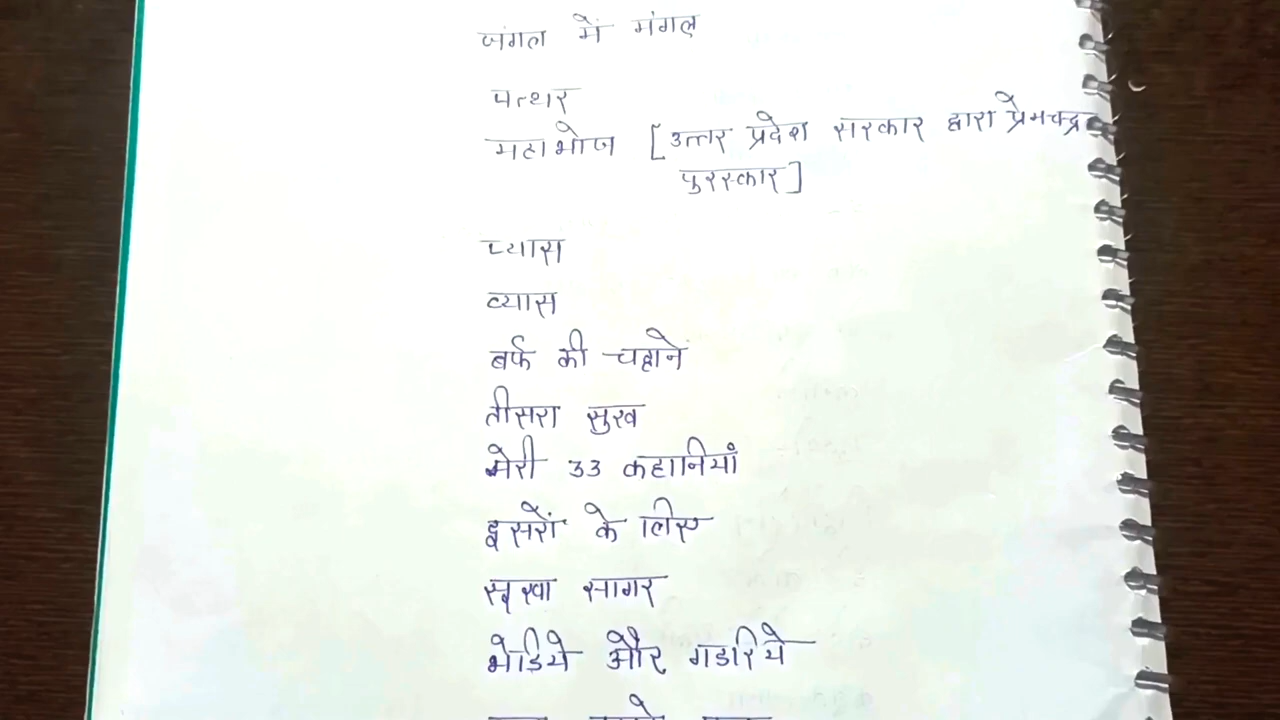 जंगल में मंगल
पत्थर
महाभोज [उत्तर प्रदेश सरकार द्वारा प्रेमचन्द्र
पुरस्कार]
प्यास
व्यास
बर्फ की चट्टाने
तीसरा सुख
मेरी 33 कहानियां
दूसरों के लिए
सूखा सागर
भेडिये और गडरिये